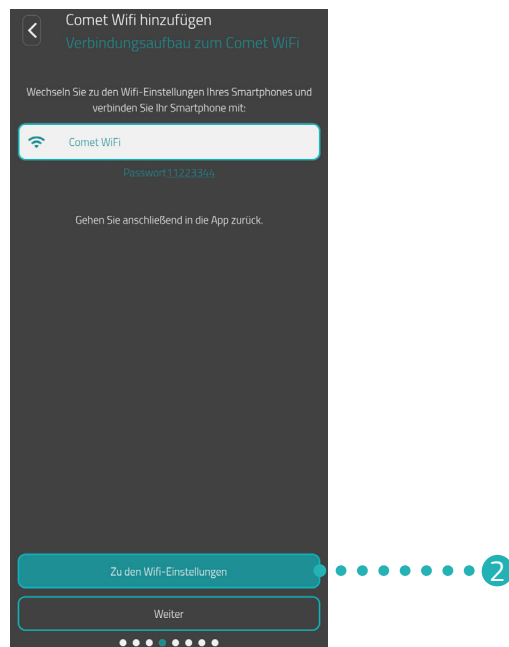 Comet Wifi hinzufügen
Verbindungsaufbau zum Comet WiFi
Wechseln Sie zu den Wifi-Einstellungen Ihres Smartphones und
verbinden Sie Ihr Smartphone mit:
Comet WiFi
Passwort11223344
Gehen Sie anschließend in die App zurück.
Zu den Wifi-Einstellungen
2
Weiter